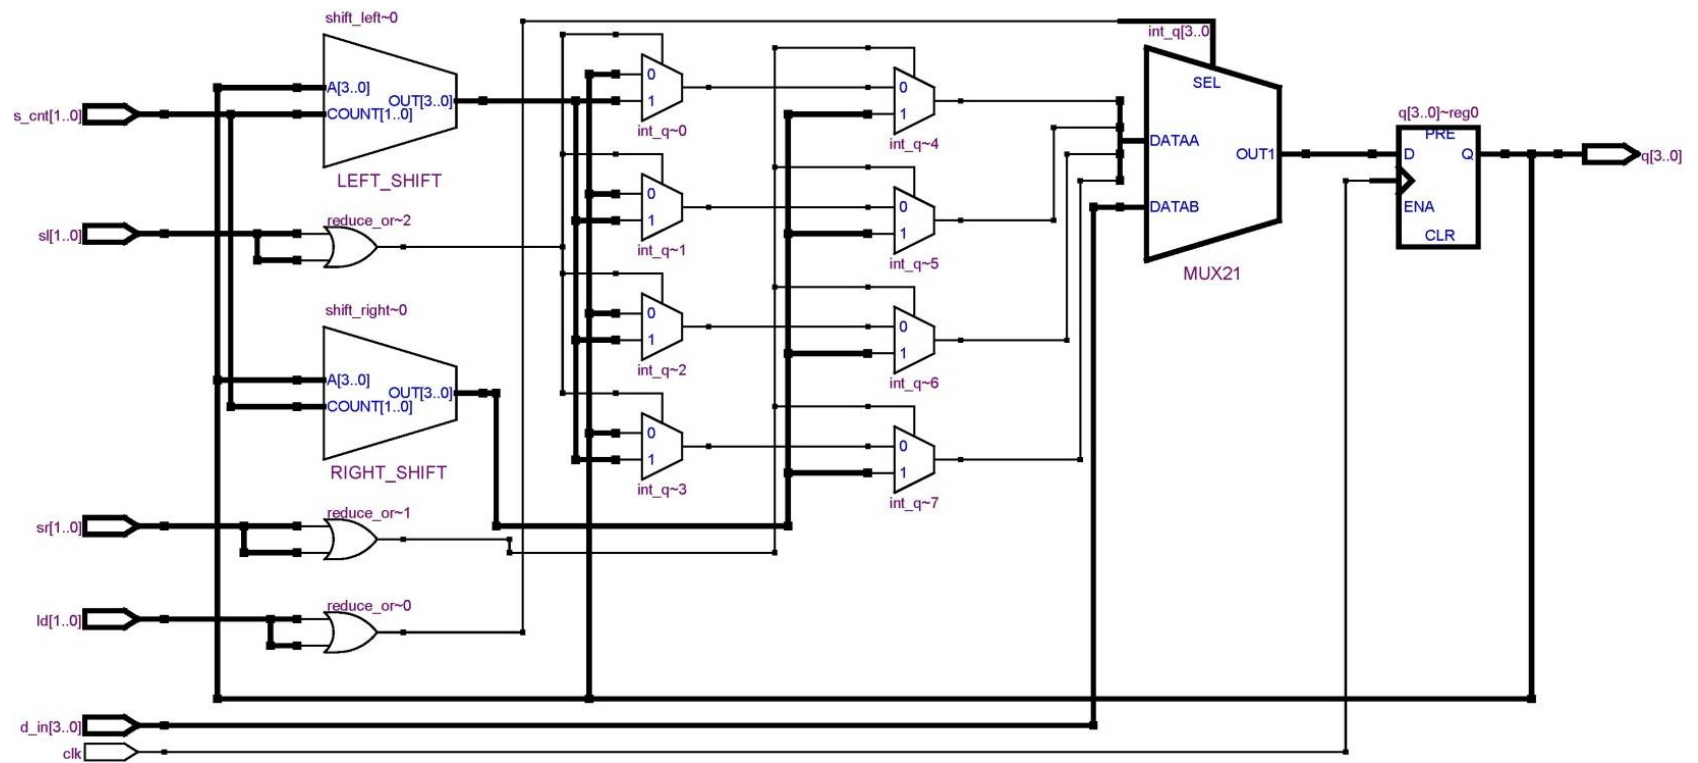 shift_left~0
A[3..0]
COUNT[1..0]
OUT[3..0]
LEFT_SHIFT
s_cnt[1..0]
sl[1..0]
reduce_or~2
shift_right~0
A[3..0]
COUNT[1..0]
OUT[3..0]
RIGHT_SHIFT
sr[1..0]
reduce_or~1
ld[1..0]
reduce_or~0
d_in[3..0]
clk
0
1
int_q~0
0
1
int_q~1
0
1
int_q~2
0
1
int_q~3
0
1
int_q~4
0
1
int_q~5
0
1
int_q~6
0
1
int_q~7
int_q[3..0]
SEL
DATAA
OUT1
DATAB
MUX21
q[3..0]~reg0
PRE
D
Q
ENA
CLR
q[3..0]